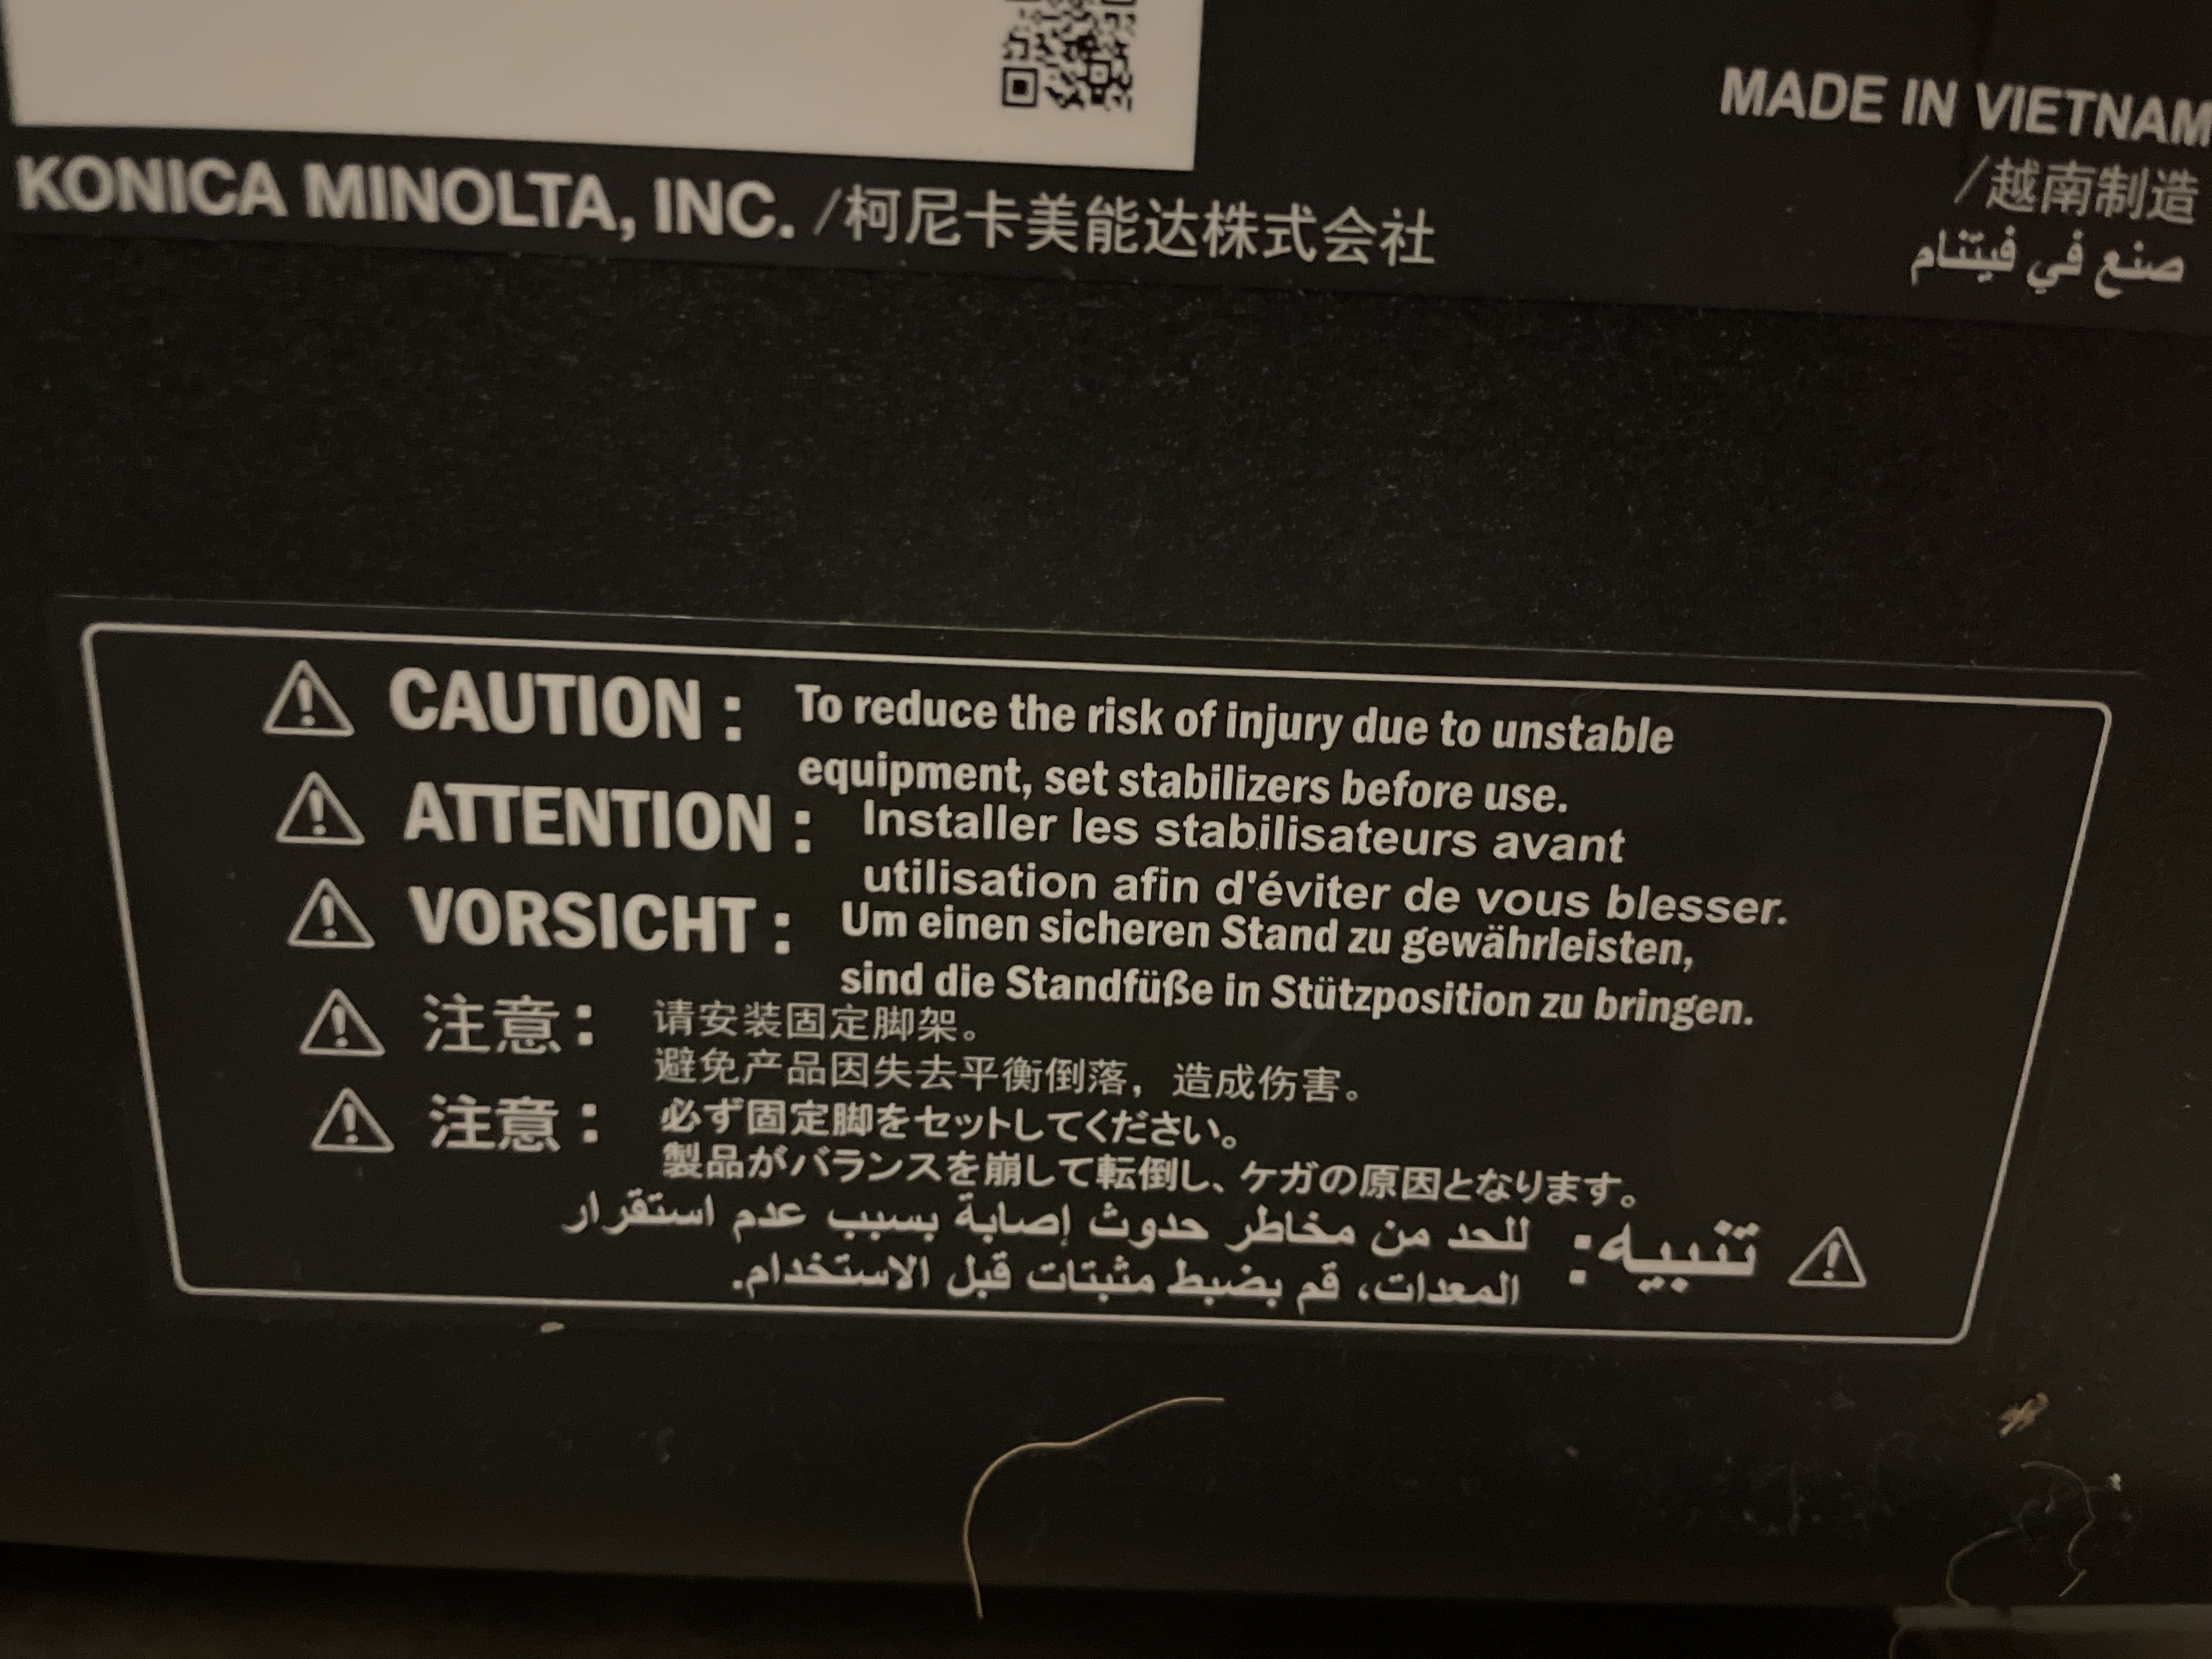 KONICA MINOLTA, INC. /柯尼卡美能达株式会社
MADE IN VIETNAM
/越南制造
صنع في فيتنام
⚠ CAUTION : To reduce the risk of injury due to unstable
equipment, set stabilizers before use.
⚠ ATTENTION : Installer les stabilisateurs avant
utilisation afin d'éviter de vous blesser.
⚠ VORSICHT : Um einen sicheren Stand zu gewährleisten,
sind die Standfüße in Stützposition zu bringen.
⚠ 注意： 请安装固定脚架。
避免产品因失去平衡倒落，造成伤害。
⚠ 注意： 必ず固定脚をセットしてください。
製品がバランスを崩して転倒し、ケガの原因となります。
⚠ تنبيه: للحد من مخاطر حدوث إصابة بسبب عدم استقرار
المعدات، قم بضبط مثبتات قبل الاستخدام.